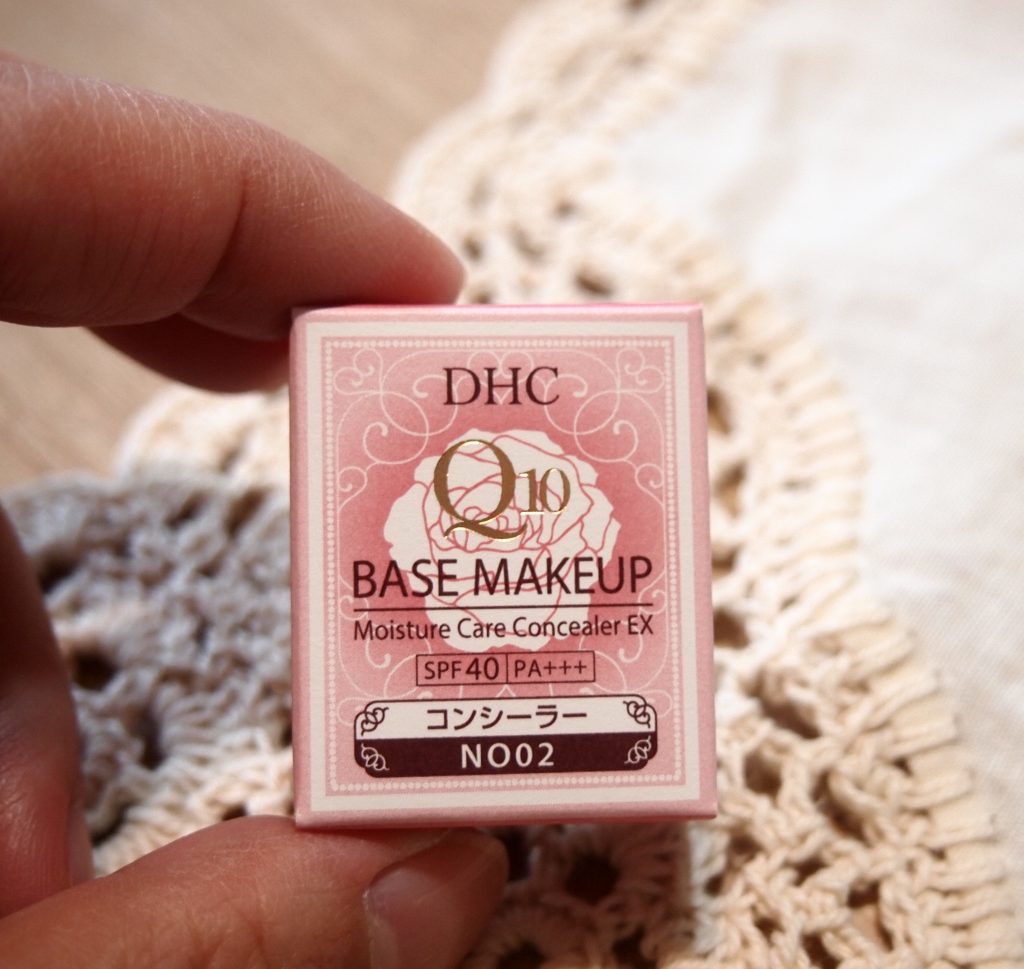 DHC
Q10
BASE MAKEUP
Moisture Care Concealer EX
SPF40 PA+++
コンシーラー
NO02